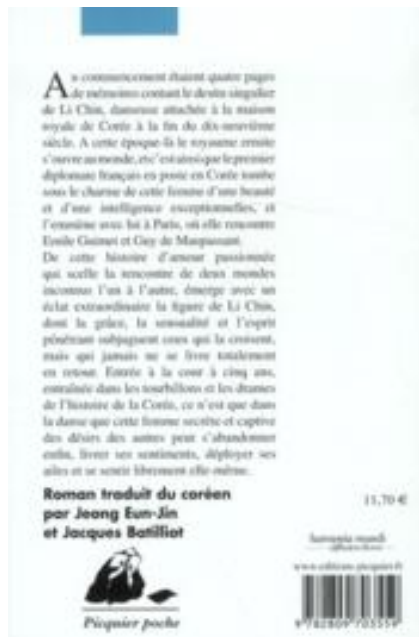 Au commencement étaient quatre pages
de mémoires contant le destin singulier
de Li Chin, danseuse attachée à la maison
royale de Corée à la fin du dix-neuvième
siècle. A cette époque-là le royaume ermite
s'ouvre au monde, et c'est ainsi que le premier
diplomate français en poste en Corée tombe
sous le charme de cette femme d'une beauté
et d'une intelligence exceptionnelles, et
l'emmène avec lui à Paris, où elle rencontre
Emile Guimet et Guy de Maupassant.
De cette histoire d'amour passionnée
qui scelle la rencontre de deux mondes
inconnus l'un à l'autre, émerge avec un
éclat extraordinaire la figure de Li Chin,
dont la grâce, la sensualité et l'esprit
pénétrant subjuguent ceux qui la croisent,
mais qui jamais ne se livre totalement
en retour. Entrée à la cour à cinq ans,
entraînée dans les tourbillons et les drames
de l'histoire de la Corée, ce n'est que dans
la danse que cette femme secrète et captive
des désirs des autres peut s'abandonner
enfin, livrer ses sentiments, déployer ses
ailes et se sentir librement elle-même.
Roman traduit du coréen
par Jeong Eun-Jin
et Jacques Batilliot
Picquier poche
11,70 €
harmonia mundi
diffusion livres
www.editions-picquier.fr
9 782809 703559